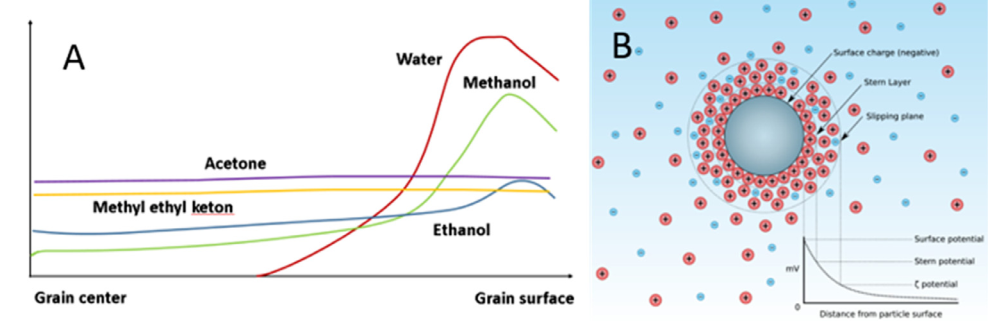 A
Water
Methanol
Acetone
Methyl ethyl keton
Ethanol
Grain center
Grain surface
B
Surface charge (negative)
Stern Layer
Slipping plane
Surface potential
Stern potential
ζ potential
mV
0
Distance from particle surface